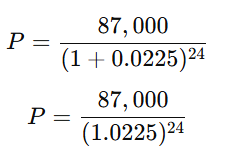 P = 87,000 / (1 + 0.0225)^24
P = 87,000 / (1.0225)^24